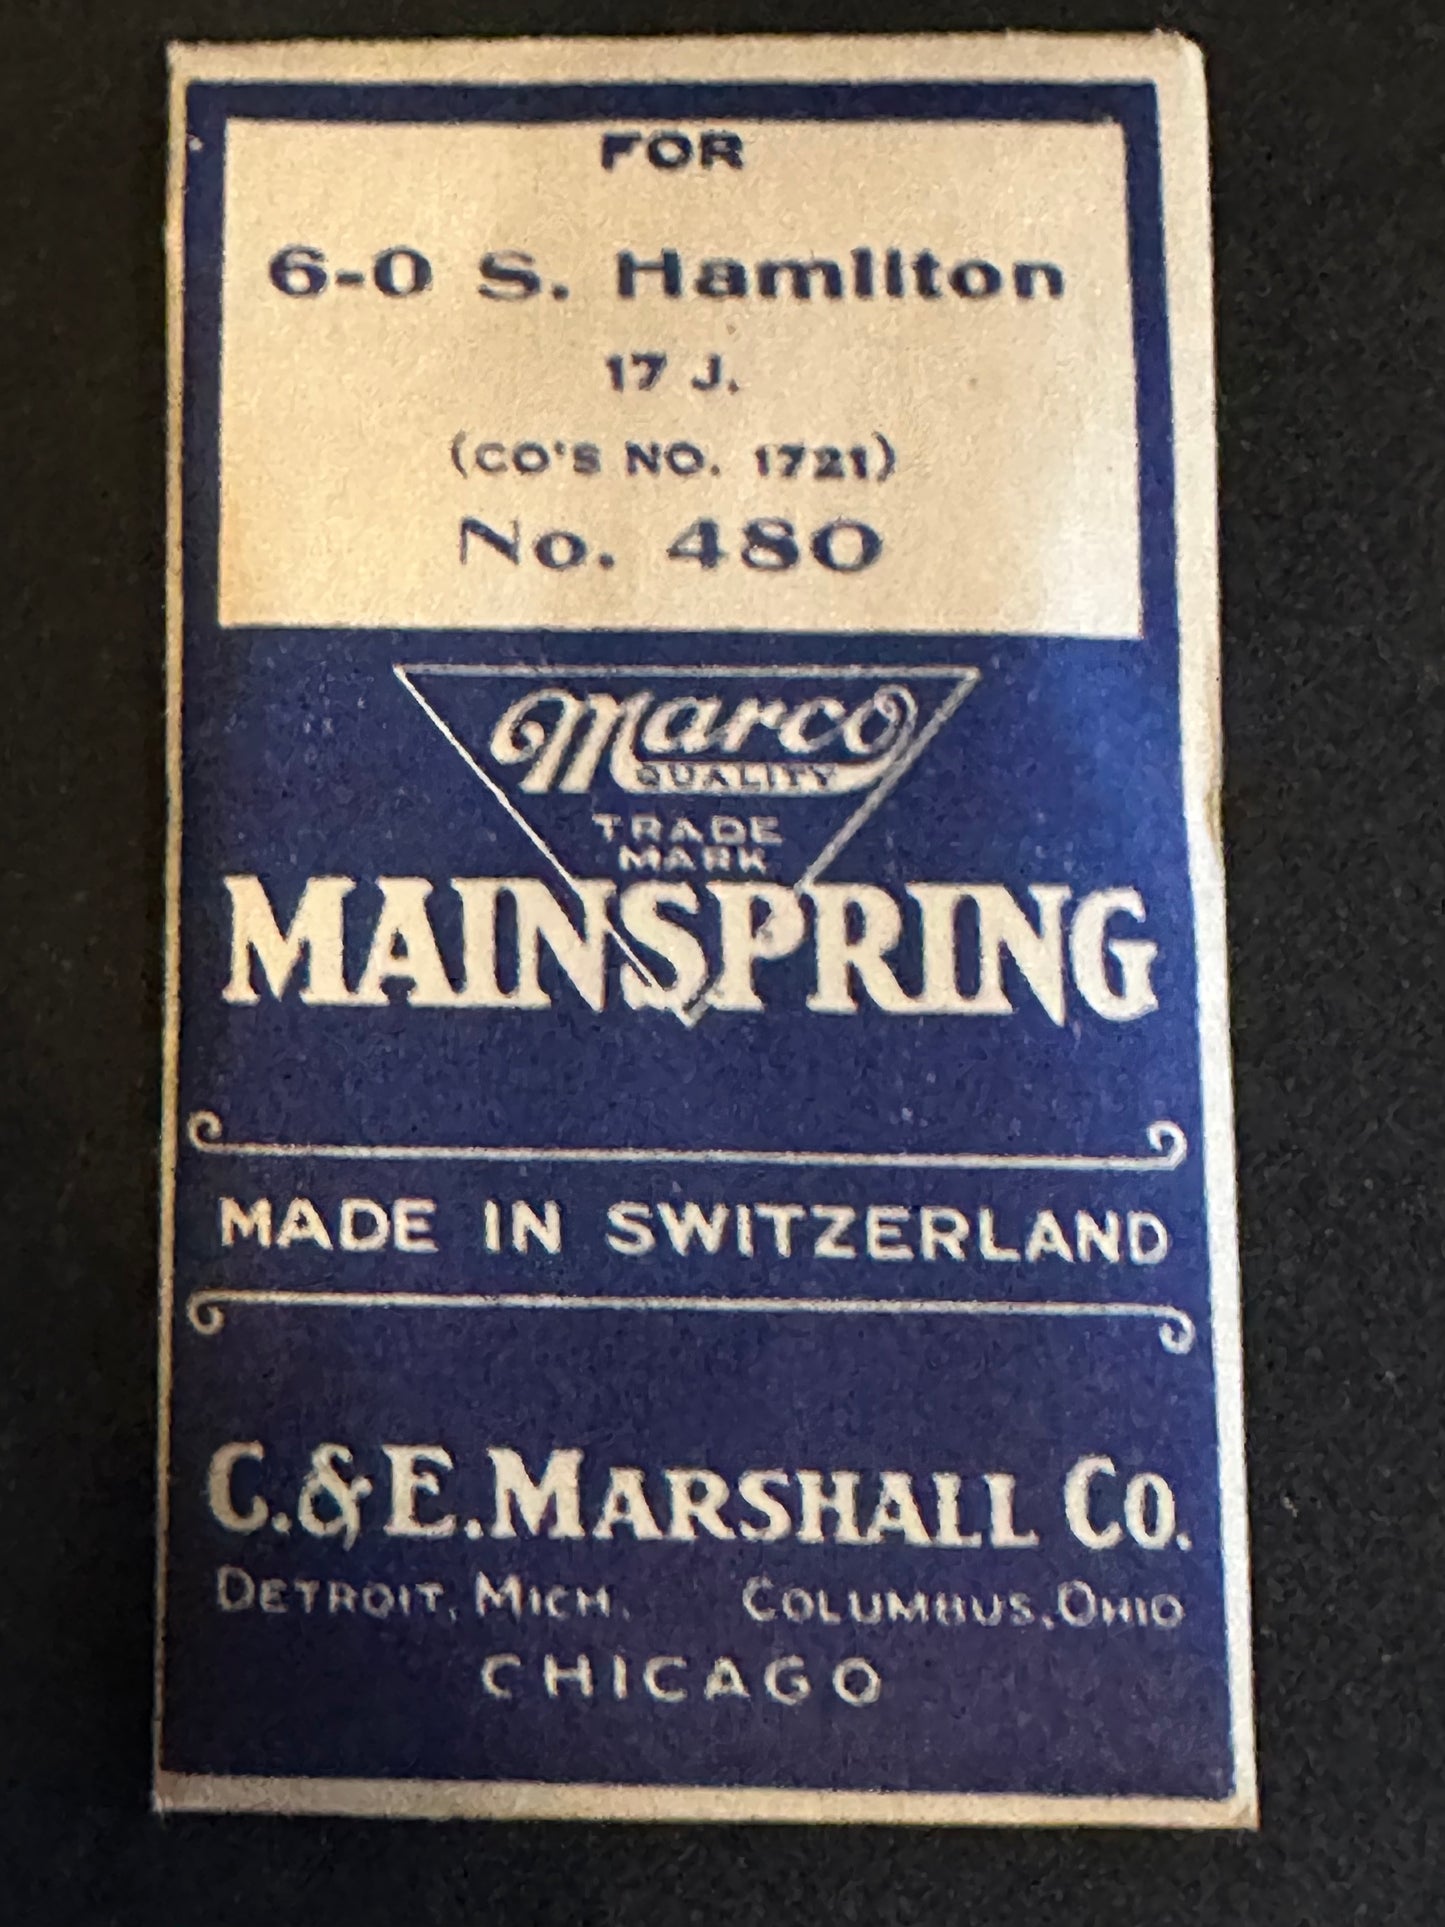 FOR
6-0 S. Hamilton
17 J.
(CO'S NO. 1721)
No. 480
Marco
QUALITY
TRADE
MARK
MAINSPRING
MADE IN SWITZERLAND
C. & E. MARSHALL CO.
DETROIT, MICH. COLUMBUS, OHIO
CHICAGO